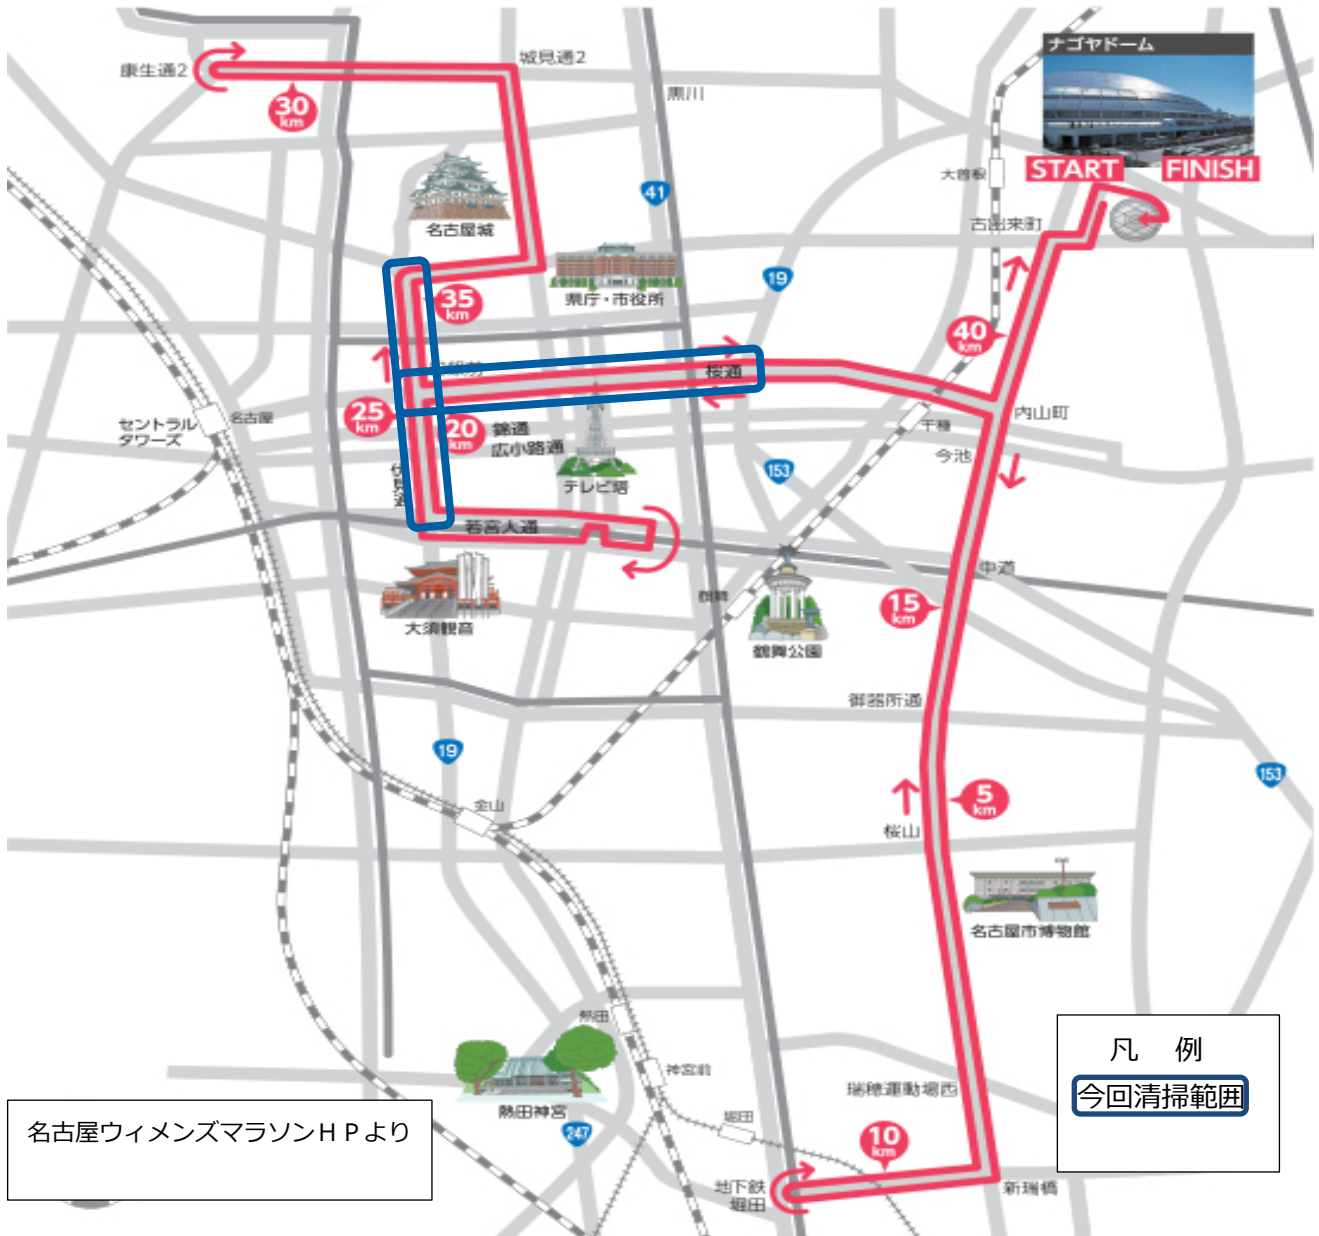 ナゴヤドーム
START
FINISH
城見通2
康生通2
30
km
黒川
大曽根
41
名古屋城
古出来町
県庁・市役所
19
35
km
40
km
桜通
25
km
20
km
錦通
広小路通
セントラル
タワーズ
名古屋
内山町
千種
今池
153
テレビ塔
伏見通
若宮大通
大須観音
15
km
鶴舞
鶴舞公園
御器所通
19
153
5
km
桜山
金山
名古屋市博物館
熱田
神宮前
熱田神宮
247
堀田
瑞穂運動場西
10
km
地下鉄
堀田
新瑞橋
凡 例
今回清掃範囲
名古屋ウィメンズマラソンHPより